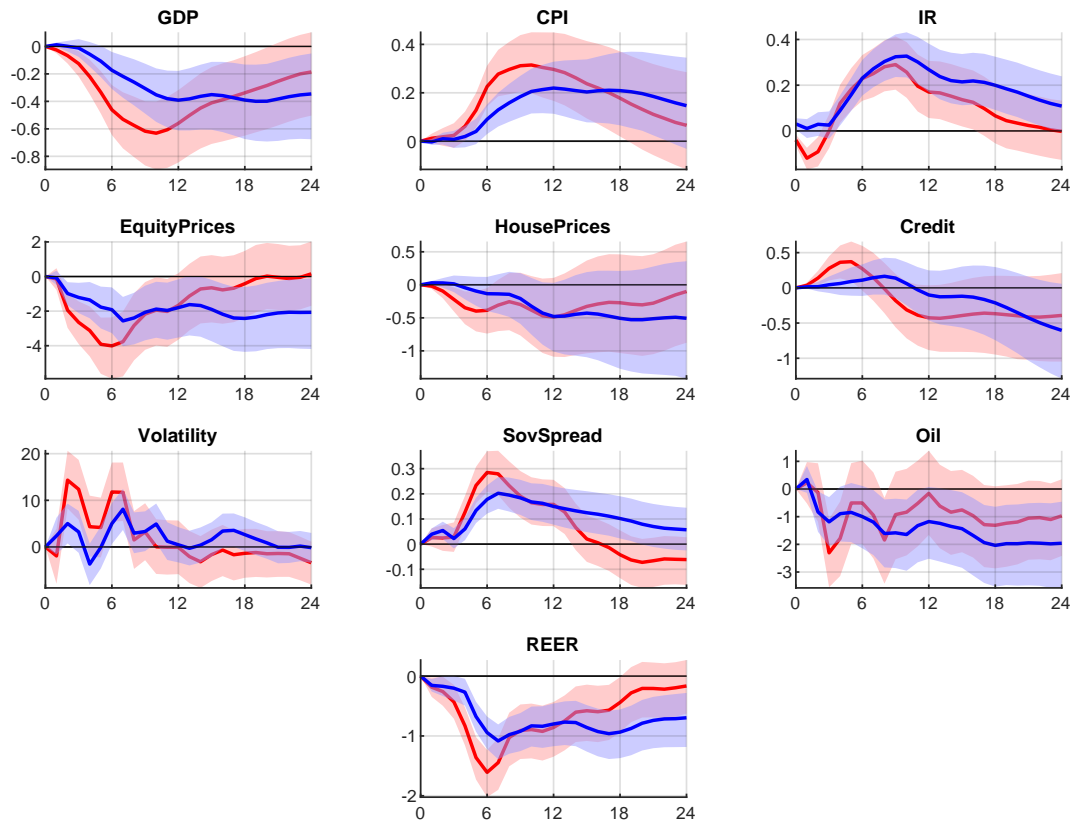 GDP
0
-0.2
-0.4
-0.6
-0.8
0 6 12 18 24
CPI
0.4
0.2
0
0 6 12 18 24
IR
0.4
0.2
0
0 6 12 18 24
EquityPrices
2
0
-2
-4
0 6 12 18 24
HousePrices
0.5
0
-0.5
-1
0 6 12 18 24
Credit
0.5
0
-0.5
-1
0 6 12 18 24
Volatility
20
10
0
0 6 12 18 24
SovSpread
0.3
0.2
0.1
0
-0.1
0 6 12 18 24
Oil
1
0
-1
-2
-3
0 6 12 18 24
REER
0
-1
-2
0 6 12 18 24